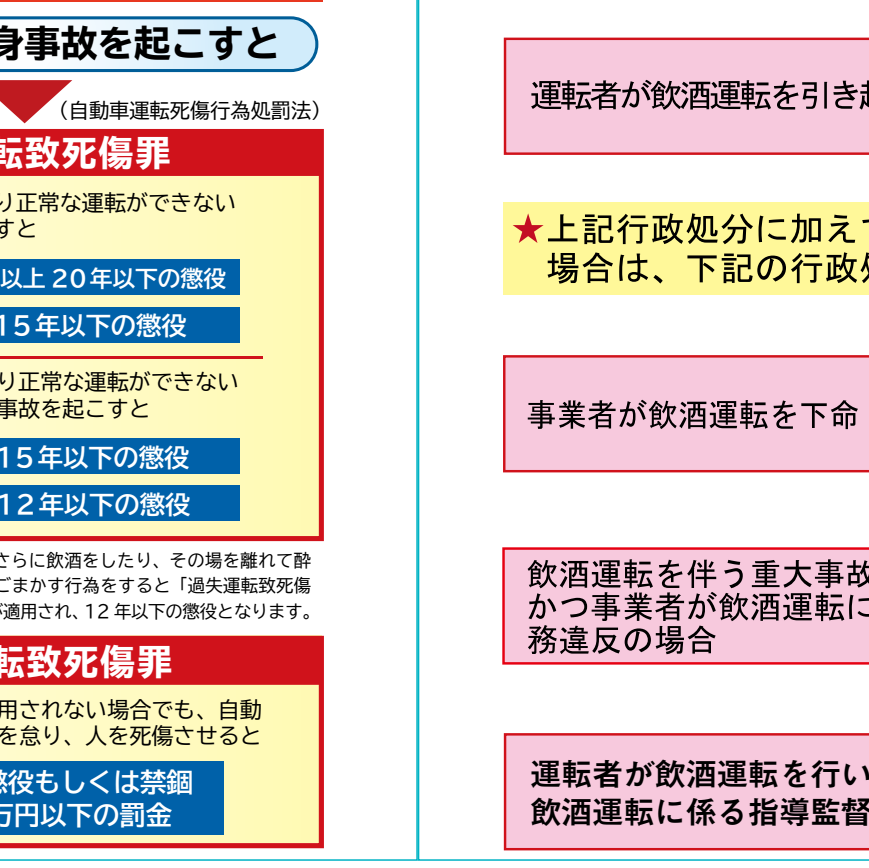 身事故を起こすと
（自動車運転死傷行為処罰法）
転致死傷罪
り正常な運転ができない
すと
以上 20年以下の懲役
15年以下の懲役
り正常な運転ができない
事故を起こすと
15年以下の懲役
12年以下の懲役
さらに飲酒をしたり、その場を離れて酔
ごまかす行為をすると「過失運転致死傷
が適用され、12 年以下の懲役となります。
転致死傷罪
用されない場合でも、自動
を怠り、人を死傷させると
懲役もしくは禁錮
万円以下の罰金
運転者が飲酒運転を引き起
★上記行政処分に加えて
場合は、下記の行政処
事業者が飲酒運転を下命
飲酒運転を伴う重大事故
かつ事業者が飲酒運転に
務違反の場合
運転者が飲酒運転を行い
飲酒運転に係る指導監督